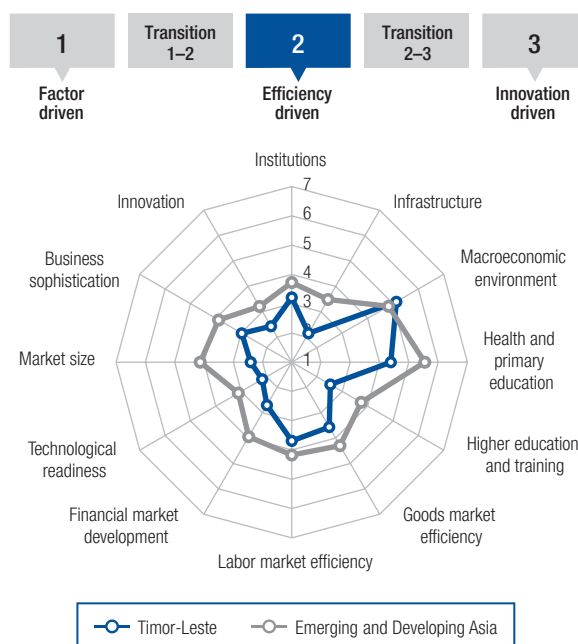 1
Transition
1–2
2
Transition
2–3
3
Factor
driven
Efficiency
driven
Innovation
driven
Institutions
Infrastructure
Macroeconomic
environment
Health and
primary
education
Higher education
and training
Goods market
efficiency
Labor market efficiency
Financial market
development
Technological
readiness
Market size
Business
sophistication
Innovation
7
6
5
4
3
2
1
Timor-Leste
Emerging and Developing Asia